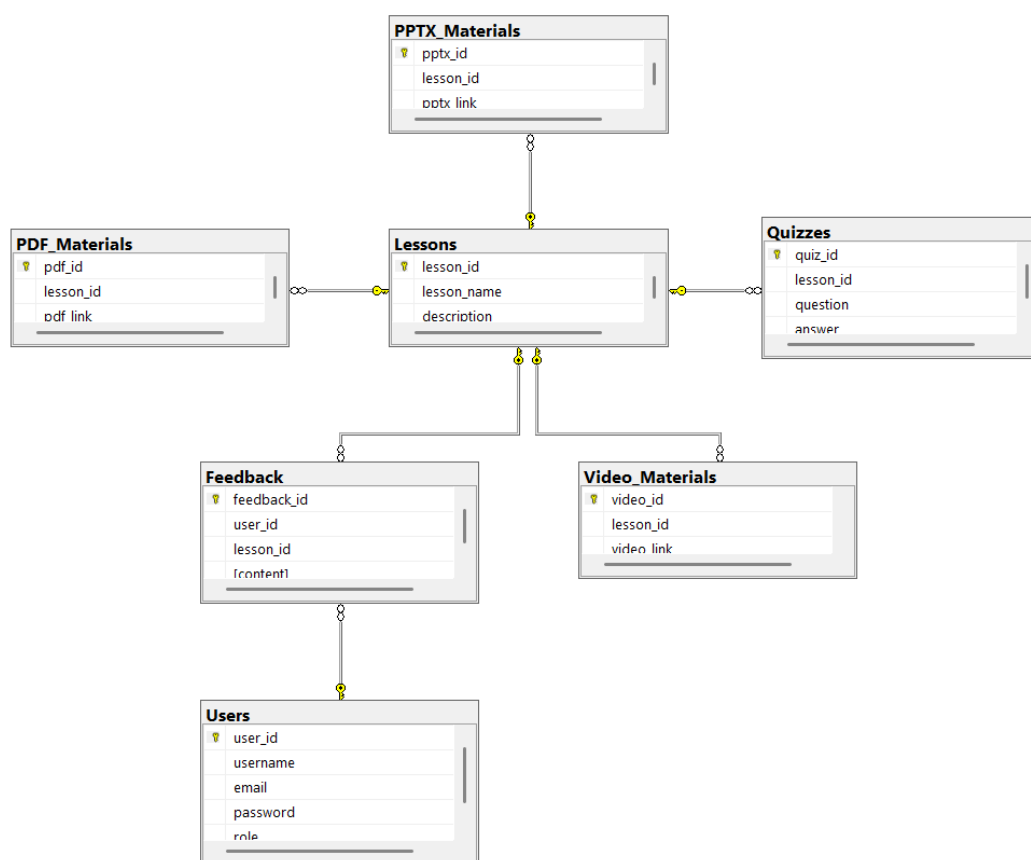 PPTX_Materials
pptx_id
lesson_id
pptx_link
PDF_Materials
pdf_id
lesson_id
pdf_link
Lessons
lesson_id
lesson_name
description
Quizzes
quiz_id
lesson_id
question
answer
Feedback
feedback_id
user_id
lesson_id
[content]
Video_Materials
video_id
lesson_id
video_link
Users
user_id
username
email
password
role